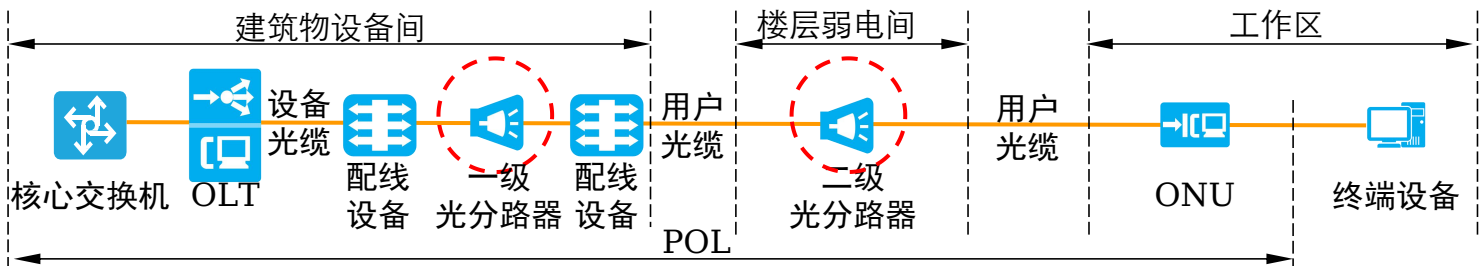 建筑物设备间
楼层弱电间
工作区
设备
光缆
用户
光缆
用户
光缆
核心交换机
OLT
配线
设备
一级
光分路器
配线
设备
二级
光分路器
ONU
终端设备
POL